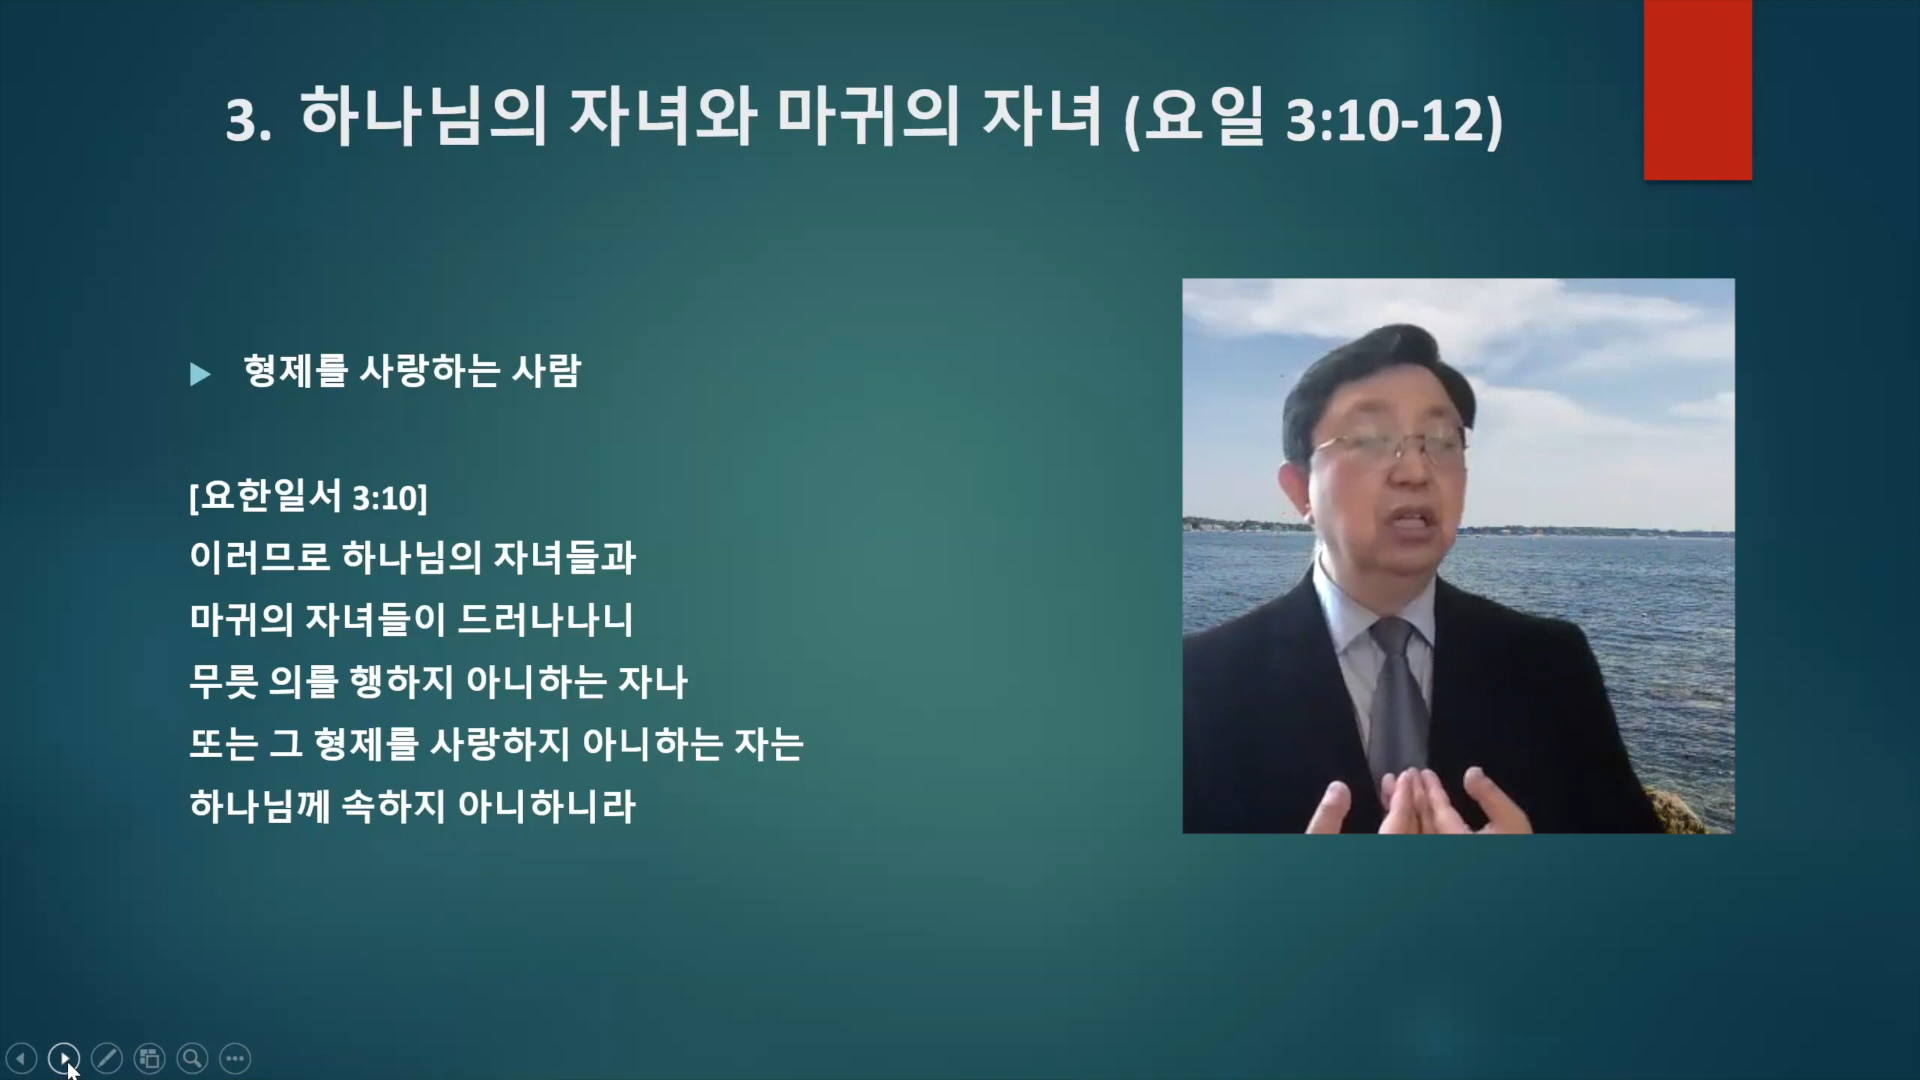 3. 하나님의 자녀와 마귀의 자녀 (요일 3:10-12)
형제를 사랑하는 사람
[요한일서 3:10]
이러므로 하나님의 자녀들과
마귀의 자녀들이 드러나나니
무릇 의를 행하지 아니하는 자나
또는 그 형제를 사랑하지 아니하는 자는
하나님께 속하지 아니하니라